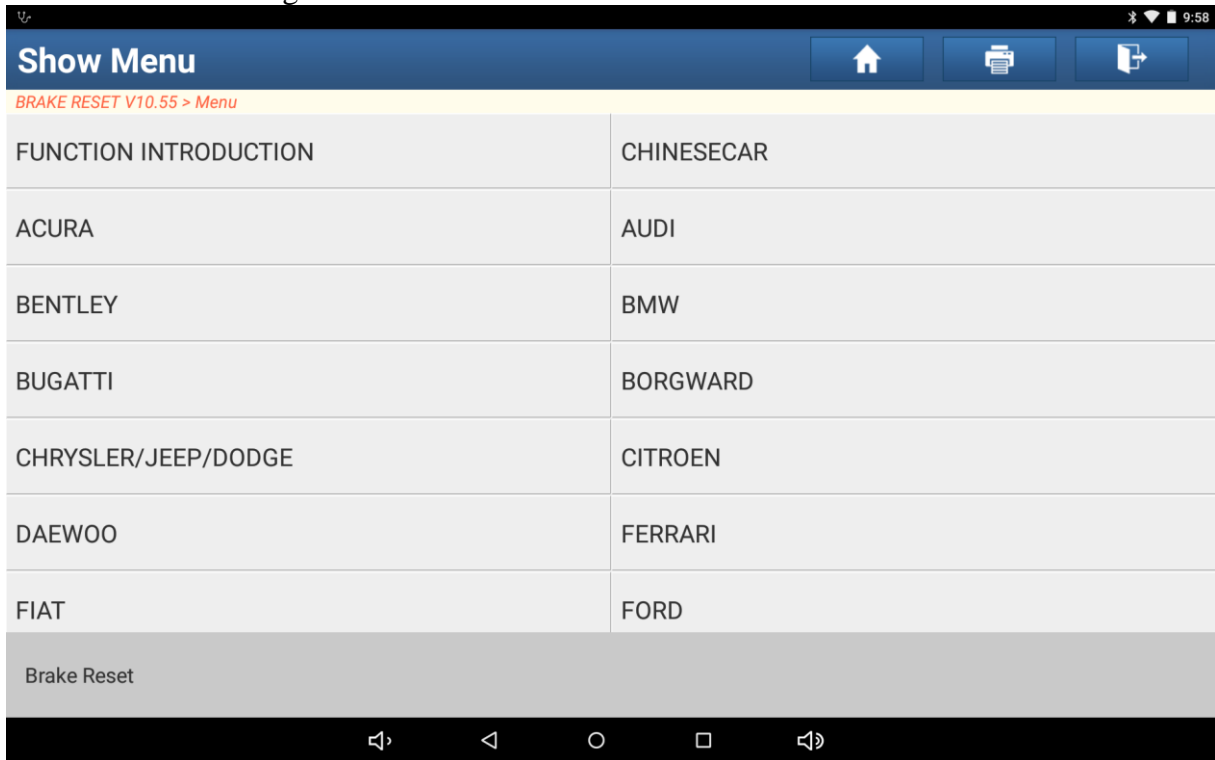 9:58
Show Menu
BRAKE RESET V10.55 > Menu
FUNCTION INTRODUCTION
CHINESECAR
ACURA
AUDI
BENTLEY
BMW
BUGATTI
BORGWARD
CHRYSLER/JEEP/DODGE
CITROEN
DAEWOO
FERRARI
FIAT
FORD
Brake Reset